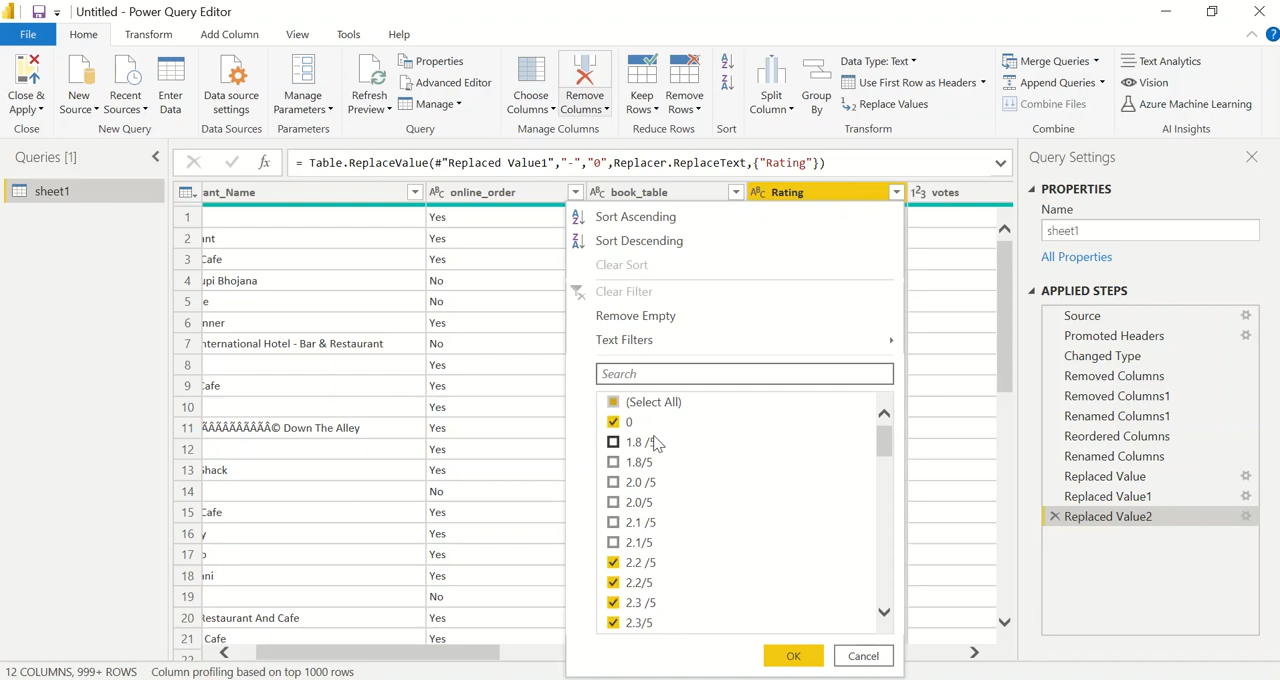 Untitled - Power Query Editor
File Home Transform Add Column View Tools Help
Close & Apply
New Source
Recent Sources
Enter Data
Data source settings
Manage Parameters
Refresh Preview
Properties
Advanced Editor
Manage
Choose Columns
Remove Columns
Keep Rows
Remove Rows
Split Column
Group By
Data Type: Text
Use First Row as Headers
Replace Values
Merge Queries
Append Queries
Combine Files
Text Analytics
Vision
Azure Machine Learning
Close New Query Data Sources Parameters Query Manage Columns Reduce Rows Sort Transform Combine AI Insights
Queries [1]
sheet1
fx = Table.ReplaceValue(#"Replaced Value1","-","0",Replacer.ReplaceText,{"Rating"})
ant_Name ABC online_order ABC book_table ABC Rating 123 votes
1 Yes
2 ant Yes
3 Cafe Yes
4 upi Bhojana No
5 e No
6 nner Yes
7 nternational Hotel - Bar & Restaurant No
8 Yes
9 Cafe Yes
10 Yes
11 ÃÃÃÃÃÃÃÃÃÃ© Down The Alley Yes
12 Yes
13 Shack Yes
14 No
15 Cafe Yes
16 y Yes
17 o Yes
18 ani Yes
19 No
20 Restaurant And Cafe Yes
21 Cafe Yes
22
Sort Ascending
Sort Descending
Clear Sort
Clear Filter
Remove Empty
Text Filters
Search
(Select All)
0
1.8 /5
1.8/5
2.0 /5
2.0/5
2.1 /5
2.1/5
2.2 /5
2.2/5
2.3 /5
2.3/5
OK Cancel
Query Settings
PROPERTIES
Name
sheet1
All Properties
APPLIED STEPS
Source
Promoted Headers
Changed Type
Removed Columns
Removed Columns1
Renamed Columns1
Reordered Columns
Renamed Columns
Replaced Value
Replaced Value1
Replaced Value2
12 COLUMNS, 999+ ROWS Column profiling based on top 1000 rows